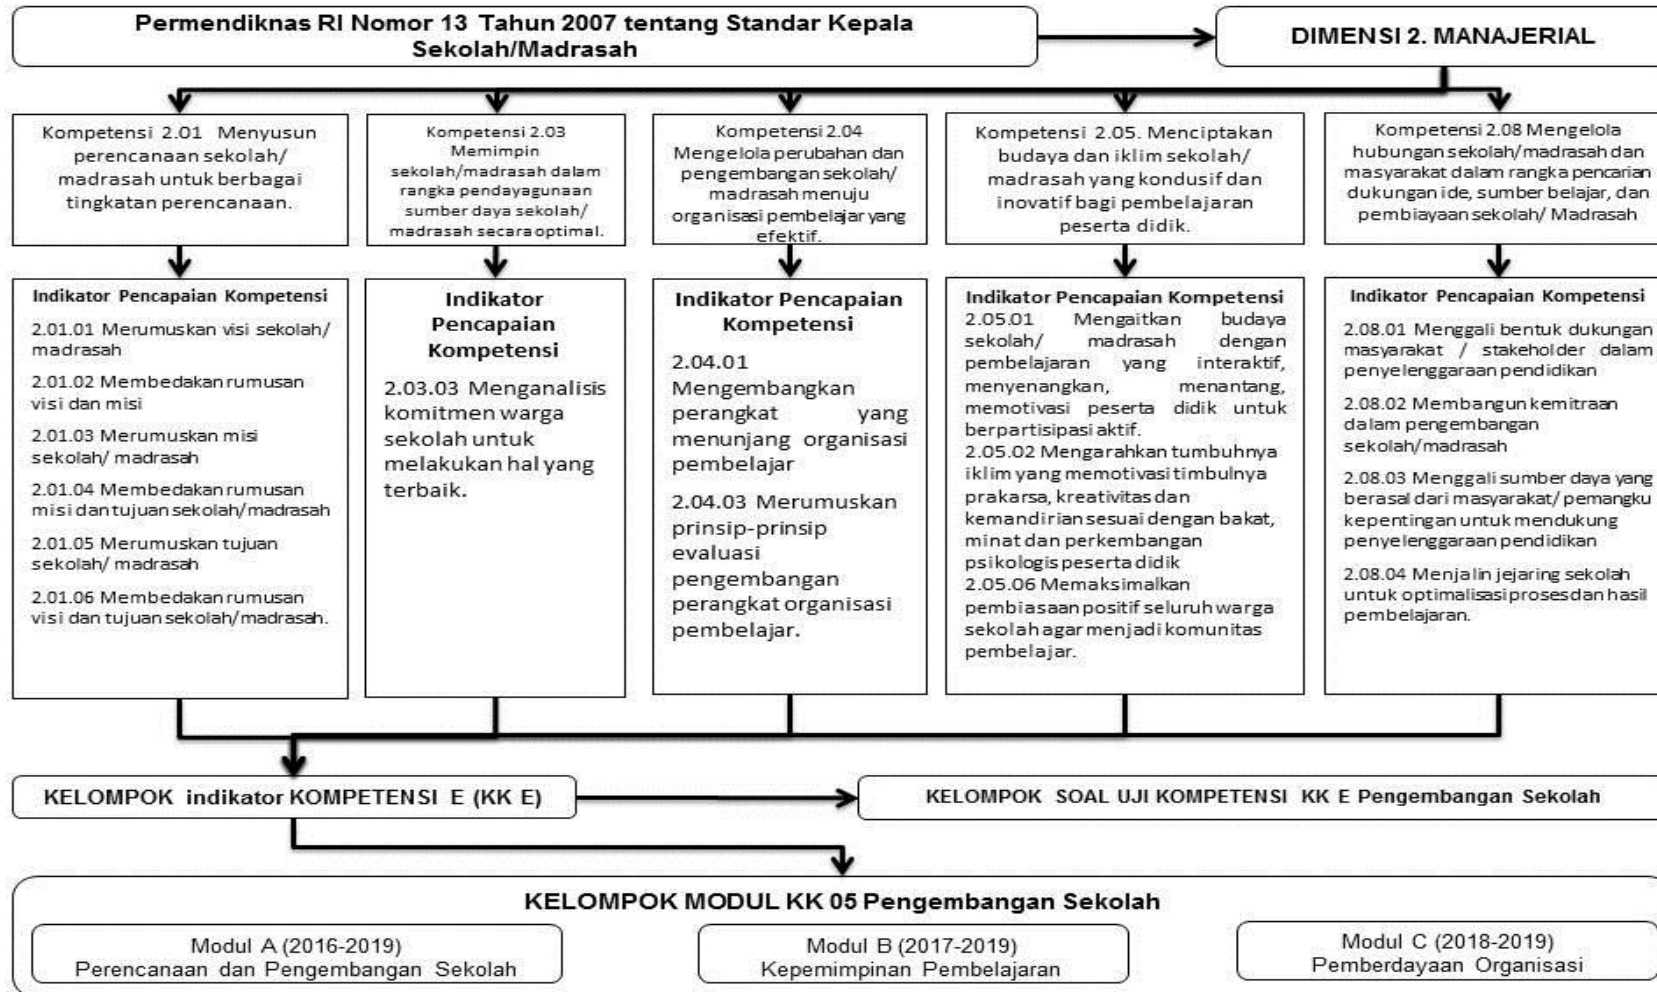 Permendiknas RI Nomor 13 Tahun 2007 tentang Standar Kepala
Sekolah/Madrasah
DIMENSI 2. MANAJERIAL
Kompetensi 2.01 Menyusun
perencanaan sekolah/
madrasah untuk berbagai
tingkatan perencanaan.
Kompetensi 2.03
Memimpin
sekolah/madrasah dalam
rangka pendayagunaan
sumber daya sekolah/
madrasah secara optimal.
Kompetensi 2.04
Mengelola perubahan dan
pengembangan sekolah/
madrasah menuju
organisasi pembelajar yang
efektif.
Kompetensi 2.05. Menciptakan
budaya dan iklim sekolah/
madrasah yang kondusif dan
inovatif bagi pembelajaran
peserta didik.
Kompetensi 2.08 Mengelola
hubungan sekolah/madrasah dan
masyarakat dalam rangka pencarian
dukungan ide, sumber belajar, dan
pembiayaan sekolah/ Madrasah
Indikator Pencapaian Kompetensi
2.01.01 Merumuskan visi sekolah/
madrasah
2.01.02 Membedakan rumusan
visi dan misi
2.01.03 Merumuskan misi
sekolah/ madrasah
2.01.04 Membedakan rumusan
misi dan tujuan sekolah/madrasah
2.01.05 Merumuskan tujuan
sekolah/ madrasah
2.01.06 Membedakan rumusan
visi dan tujuan sekolah/madrasah.
Indikator
Pencapaian
Kompetensi
2.03.03 Menganalisis
komitmen warga
sekolah untuk
melakukan hal yang
terbaik.
Indikator Pencapaian
Kompetensi
2.04.01
Mengembangkan
perangkat yang
menunjang organisasi
pembelajar
2.04.03 Merumuskan
prinsip-prinsip
evaluasi
pengembangan
perangkat organisasi
pembelajar.
Indikator Pencapaian Kompetensi
2.05.01 Mengaitkan budaya
sekolah/ madrasah dengan
pembelajaran yang interaktif,
menyenangkan, menantang,
memotivasi peserta didik untuk
berpartisipasi aktif.
2.05.02 Mengarahkan tumbuhnya
iklim yang memotivasi timbulnya
prakarsa, kreativitas dan
kemandirian sesuai dengan bakat,
minat dan perkembangan
psikologis peserta didik
2.05.06 Memaksimalkan
pembiasaan positif seluruh warga
sekolah agar menjadi komunitas
pembelajar.
Indikator Pencapaian Kompetensi
2.08.01 Menggali bentuk dukungan
masyarakat / stakeholder dalam
penyelenggaraan pendidikan
2.08.02 Membangun kemitraan
dalam pengembangan
sekolah/madrasah
2.08.03 Menggali sumber daya yang
berasal dari masyarakat/ pemangku
kepentingan untuk mendukung
penyelenggaraan pendidikan
2.08.04 Menjalin jejaring sekolah
untuk optimalisasi proses dan hasil
pembelajaran.
KELOMPOK indikator KOMPETENSI E (KK E)
KELOMPOK SOAL UJI KOMPETENSI KK E Pengembangan Sekolah
KELOMPOK MODUL KK 05 Pengembangan Sekolah
Modul A (2016-2019)
Perencanaan dan Pengembangan Sekolah
Modul B (2017-2019)
Kepemimpinan Pembelajaran
Modul C (2018-2019)
Pemberdayaan Organisasi